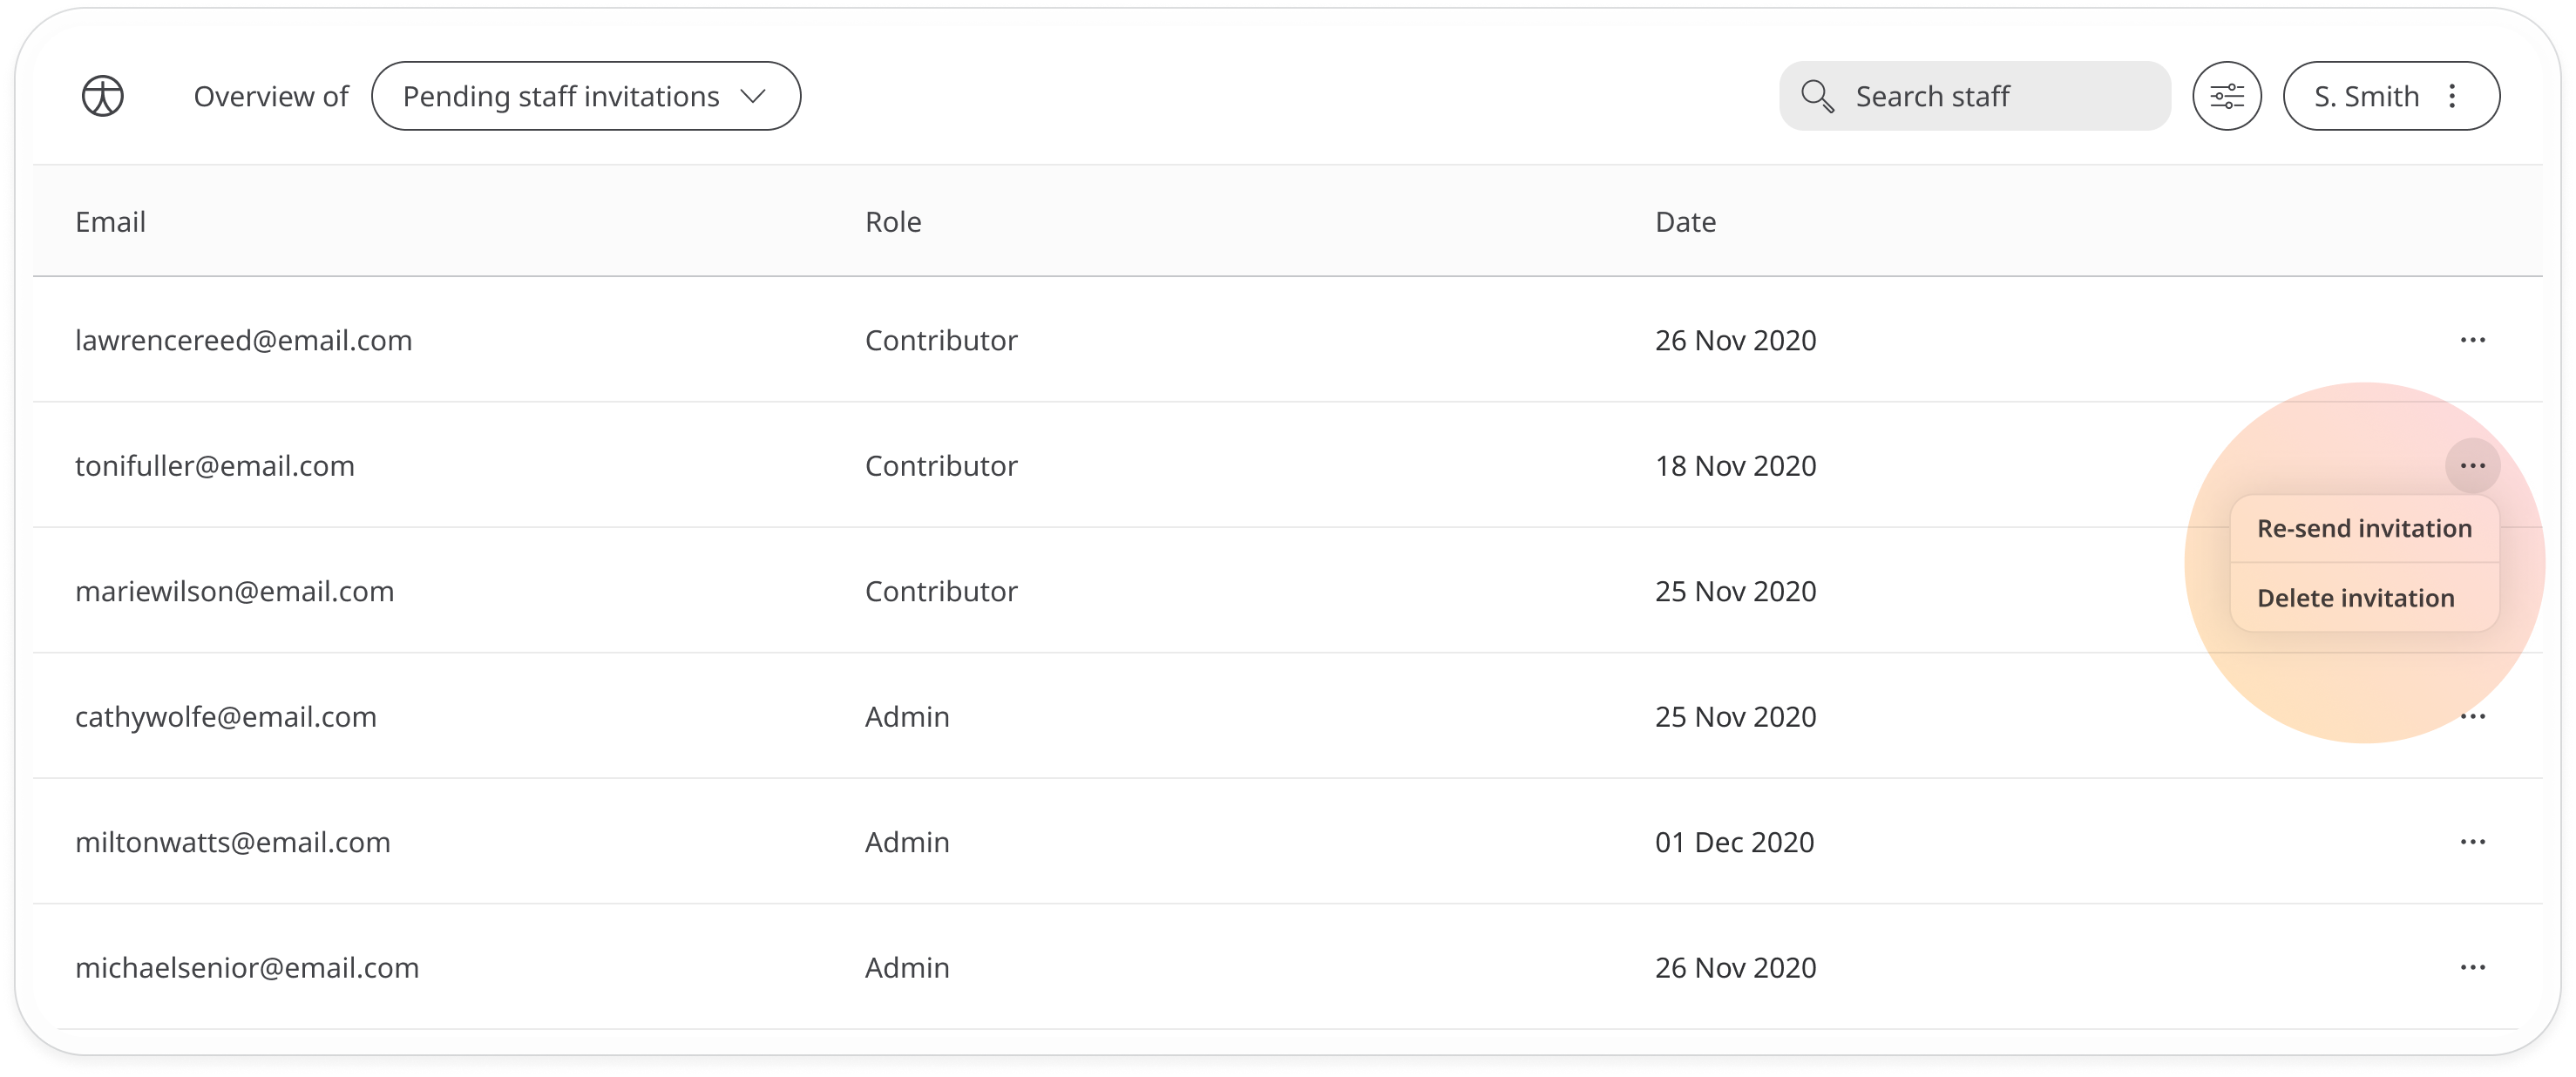 Overview of Pending staff invitations Search staff S. Smith
Email Role Date
lawrencereed@email.com Contributor 26 Nov 2020
tonifuller@email.com Contributor 18 Nov 2020
Re-send invitation
mariewilson@email.com Contributor 25 Nov 2020
Delete invitation
cathywolfe@email.com Admin 25 Nov 2020
miltonwatts@email.com Admin 01 Dec 2020
michaelsenior@email.com Admin 26 Nov 2020